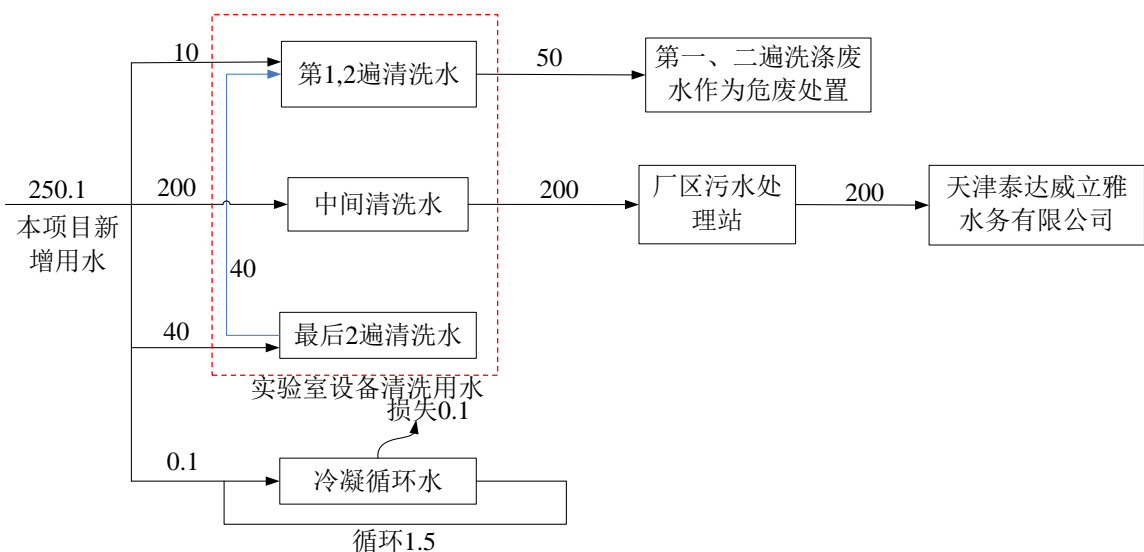 10
第1,2遍清洗水
50
第一、二遍洗涤废
水作为危废处置
250.1
本项目新
增用水
200
中间清洗水
200
厂区污水处
理站
200
天津泰达威立雅
水务有限公司
40
40
最后2遍清洗水
实验室设备清洗用水
损失0.1
0.1
冷凝循环水
循环1.5